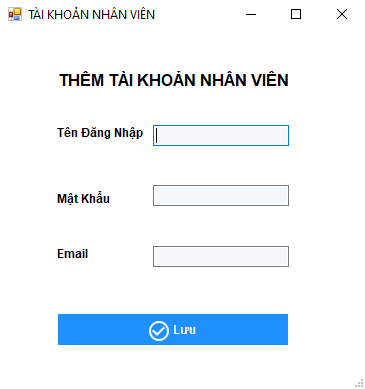 TÀI KHOẢN NHÂN VIÊN
THÊM TÀI KHOẢN NHÂN VIÊN
Tên Đăng Nhập
Mật Khẩu
Email
Lưu